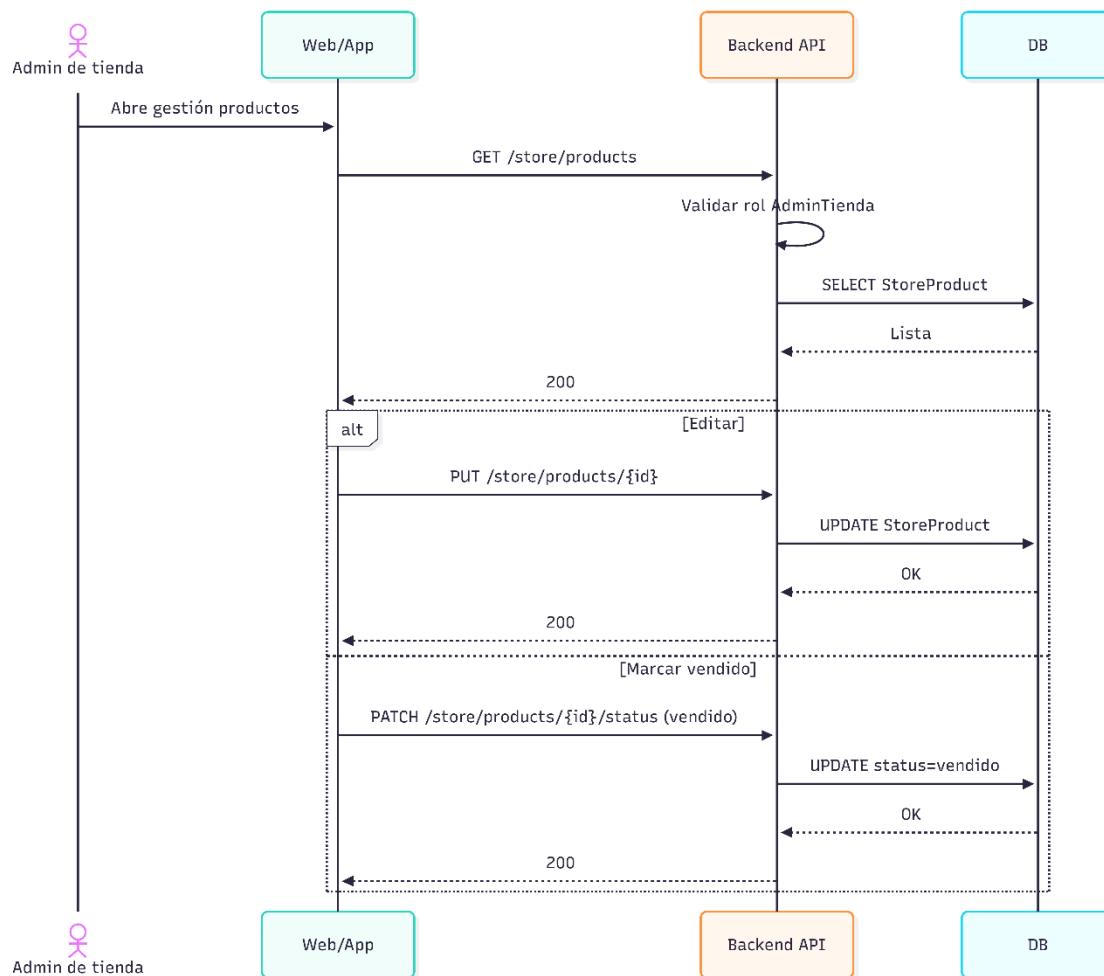 Admin de tienda
Web/App
Backend API
DB
Abre gestión productos
GET /store/products
Validar rol AdminTienda
SELECT StoreProduct
Lista
200
alt
[Editar]
PUT /store/products/{id}
UPDATE StoreProduct
OK
200
[Marcar vendido]
PATCH /store/products/{id}/status (vendido)
UPDATE status=vendido
OK
200
Admin de tienda
Web/App
Backend API
DB